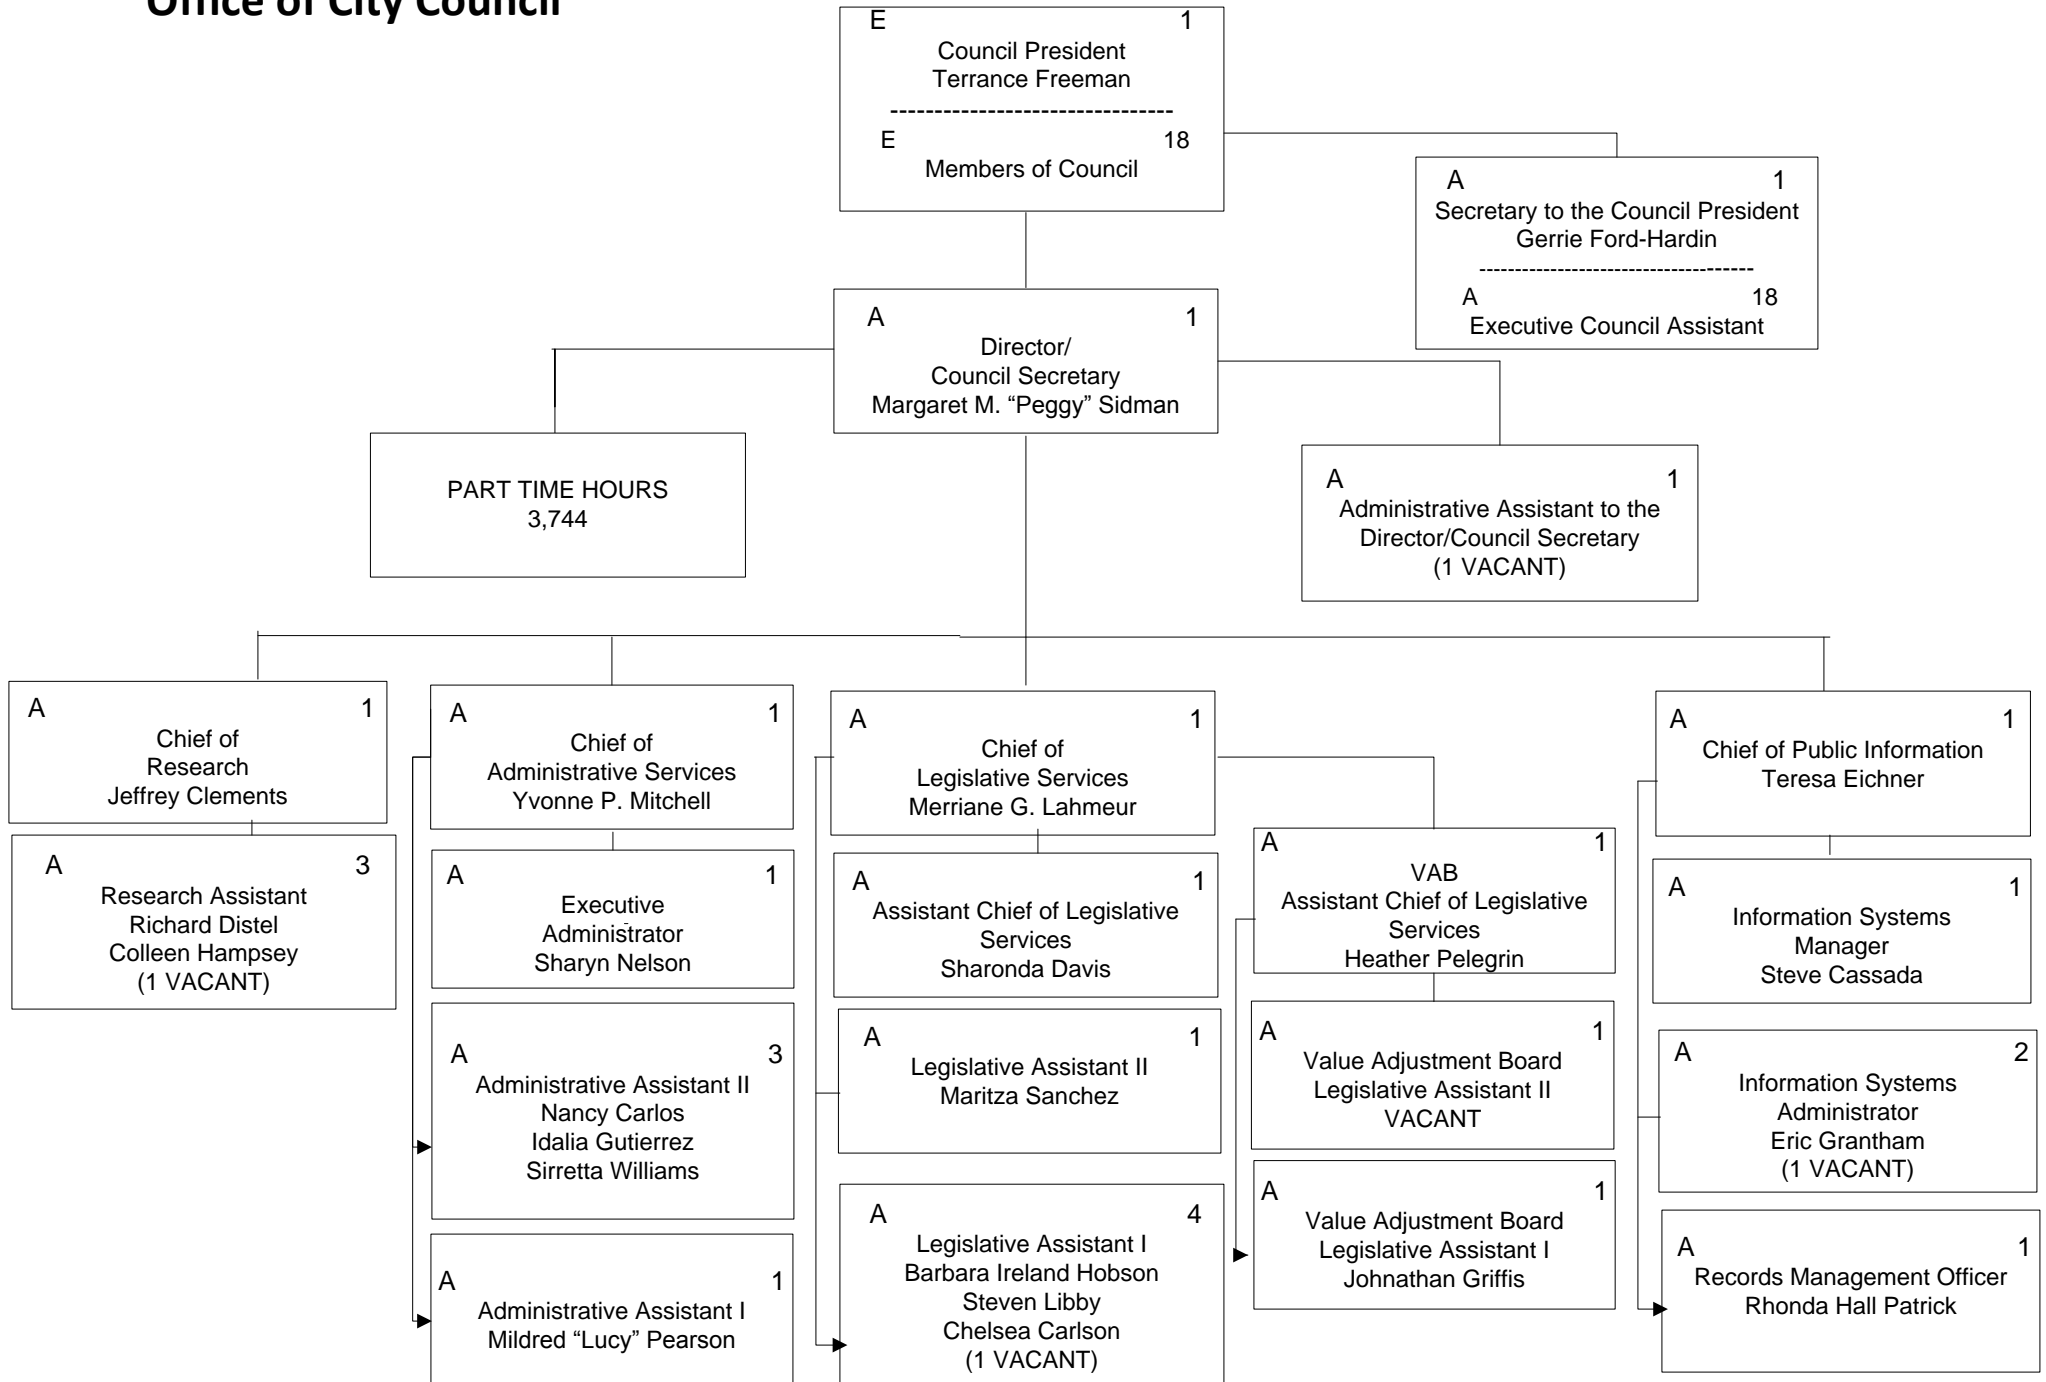 Office of City Council
E 1
Council President
Terrance Freeman
--------------------------------
E 18
Members of Council
A 1
Secretary to the Council President
Gerrie Ford-Hardin
--------------------------------------
A 18
Executive Council Assistant
A 1
Director/
Council Secretary
Margaret M. “Peggy” Sidman
PART TIME HOURS
3,744
A 1
Administrative Assistant to the
Director/Council Secretary
(1 VACANT)
A 1
Chief of
Research
Jeffrey Clements
A 3
Research Assistant
Richard Distel
Colleen Hampsey
(1 VACANT)
A 1
Chief of
Administrative Services
Yvonne P. Mitchell
A 1
Executive
Administrator
Sharyn Nelson
A 3
Administrative Assistant II
Nancy Carlos
Idalia Gutierrez
Sirretta Williams
A 1
Administrative Assistant I
Mildred “Lucy” Pearson
A 1
Chief of
Legislative Services
Merriane G. Lahmeur
A 1
Assistant Chief of Legislative
Services
Sharonda Davis
A 1
Legislative Assistant II
Maritza Sanchez
A 4
Legislative Assistant I
Barbara Ireland Hobson
Steven Libby
Chelsea Carlson
(1 VACANT)
A 1
VAB
Assistant Chief of Legislative
Services
Heather Pelegrin
A 1
Value Adjustment Board
Legislative Assistant II
VACANT
A 1
Value Adjustment Board
Legislative Assistant I
Johnathan Griffis
A 1
Chief of Public Information
Teresa Eichner
A 1
Information Systems
Manager
Steve Cassada
A 2
Information Systems
Administrator
Eric Grantham
(1 VACANT)
A 1
Records Management Officer
Rhonda Hall Patrick